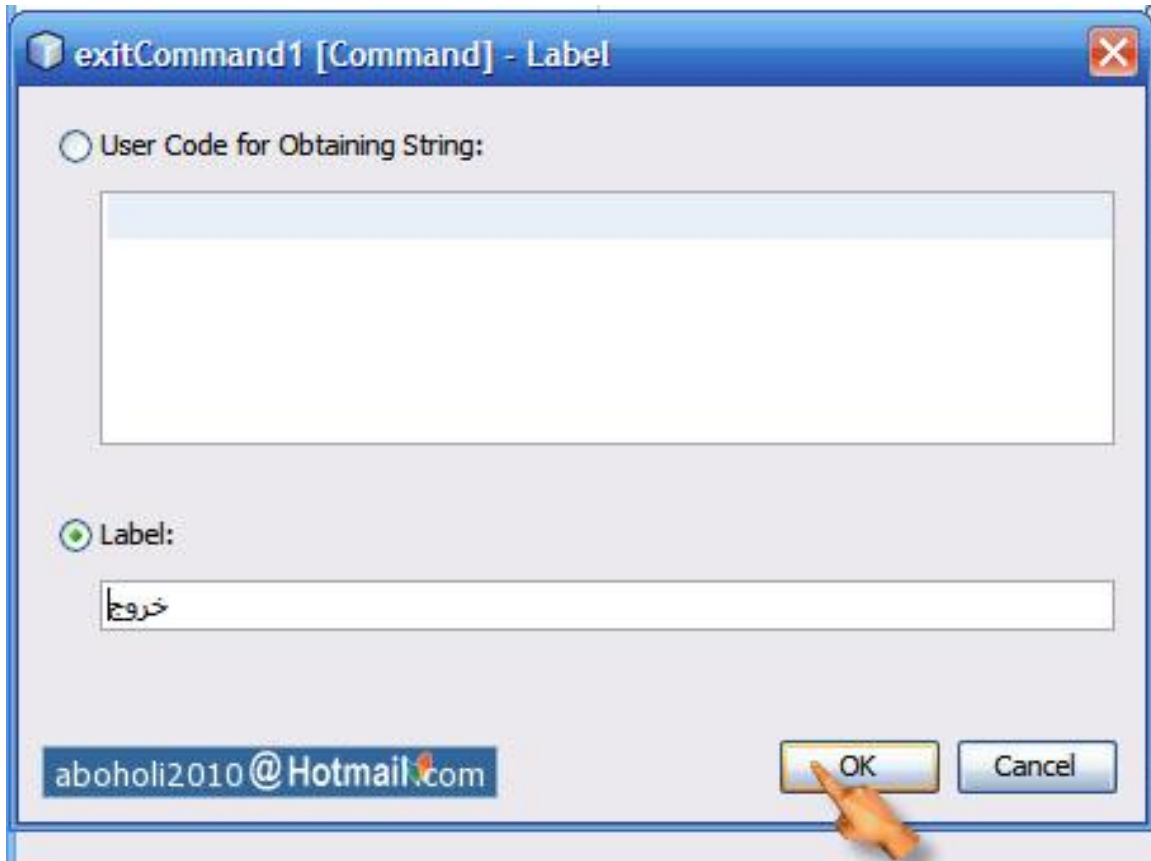 exitCommand1 [Command] - Label
User Code for Obtaining String:
Label:
خروج
aboholi2010@Hotmail.com
OK Cancel